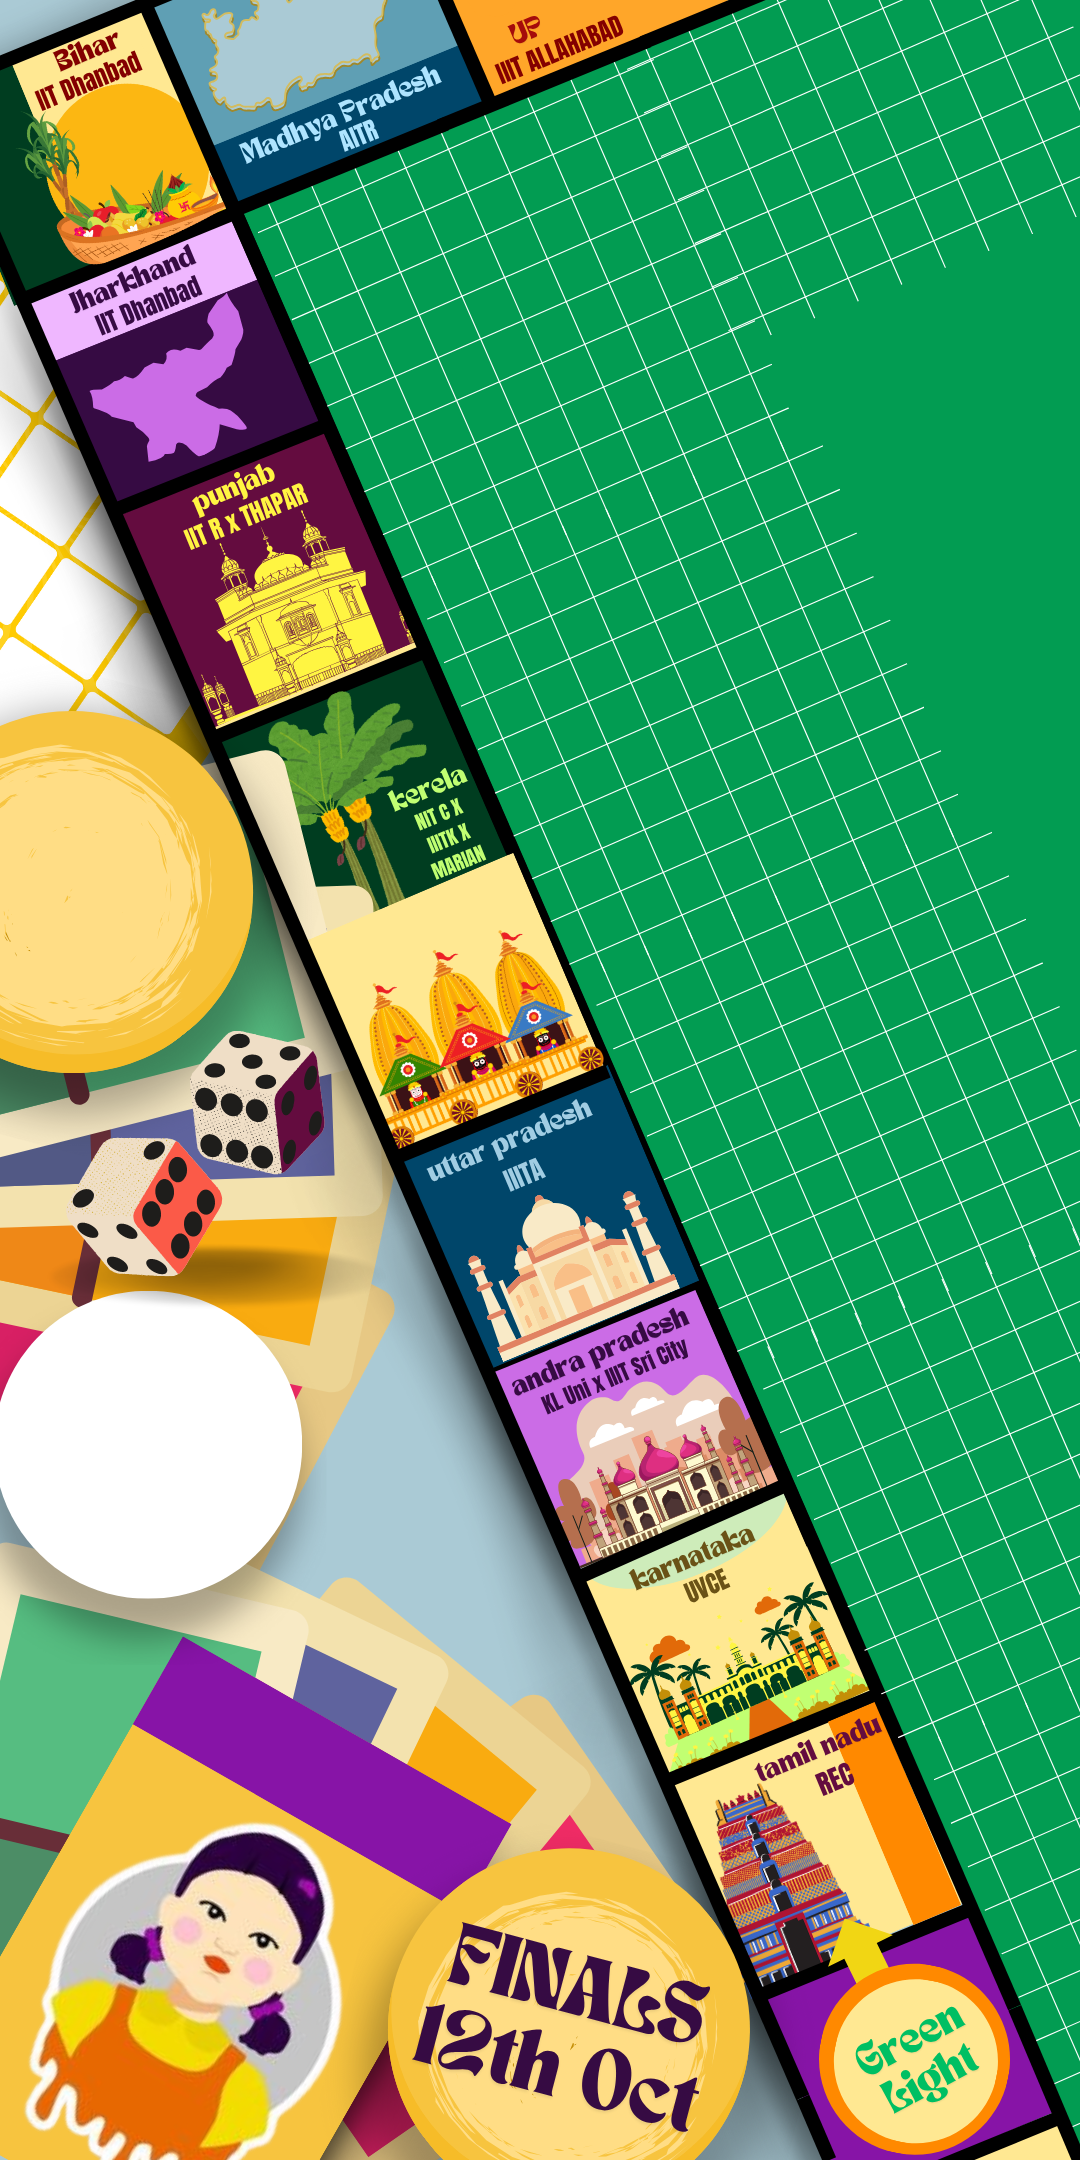 Bihar
IIT Dhanbad
Madhya Pradesh
AITR
UP
IIIT ALLAHABAD
Jharkhand
IIT Dhanbad
punjab
IIT R x THAPAR
kerela
NIT C X
IIITK X
MARIAN
uttar pradesh
IIITA
andra pradesh
KL Uni x IIIT Sri City
karnataka
UVCE
tamil nadu
REC
Green
Light
FINALS
12th Oct